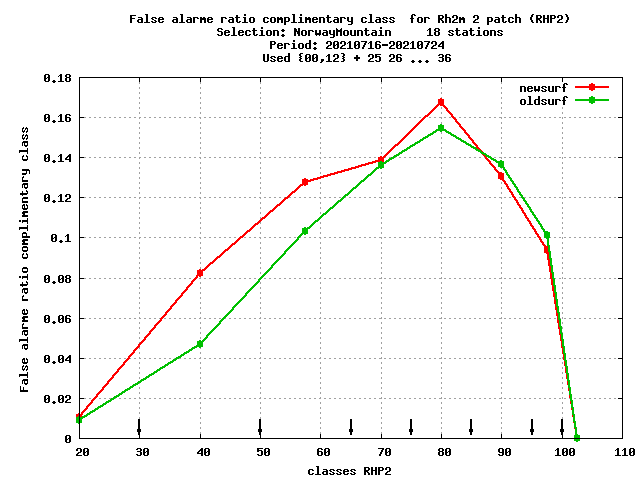 False alarme ratio complimentary class  for Rh2m 2 patch (RHP2)
Selection: NorwayMountain     18 stations
Period: 20210716-20210724
Used {00,12} + 25 26 ... 36
newsurf
oldsurf
False alarme ratio complimentary class
0.18
0.16
0.14
0.12
0.1
0.08
0.06
0.04
0.02
0
20 30 40 50 60 70 80 90 100 110
classes RHP2